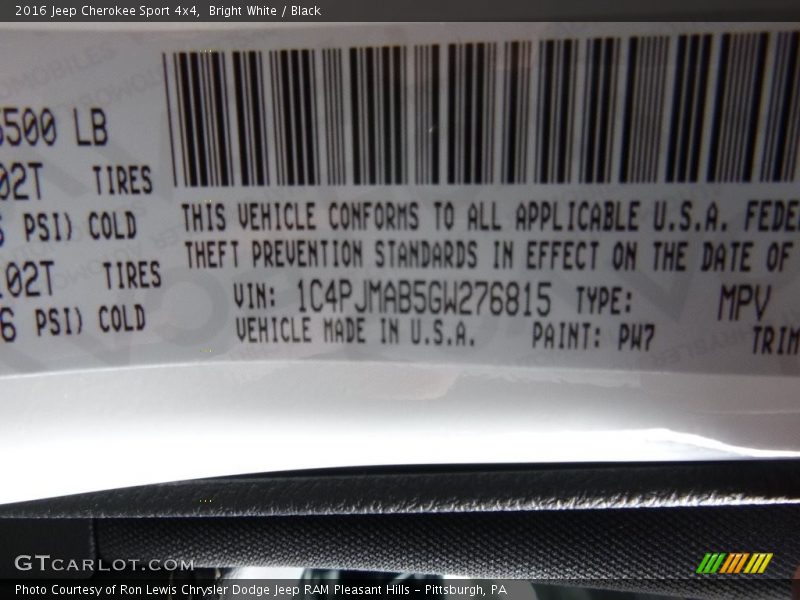 2016 Jeep Cherokee Sport 4x4,  Bright White / Black
500 LB
02T TIRES
PSI) COLD
102T TIRES
6 PSI) COLD
THIS VEHICLE CONFORMS TO ALL APPLICABLE U.S.A. FEDE
THEFT PREVENTION STANDARDS IN EFFECT ON THE DATE OF
VIN: 1C4PJMAB5GW276815 TYPE: MPV
VEHICLE MADE IN U.S.A. PAINT: PW7 TRIM
GTCARLOT.COM
Photo Courtesy of Ron Lewis Chrysler Dodge Jeep RAM Pleasant Hills – Pittsburgh, PA